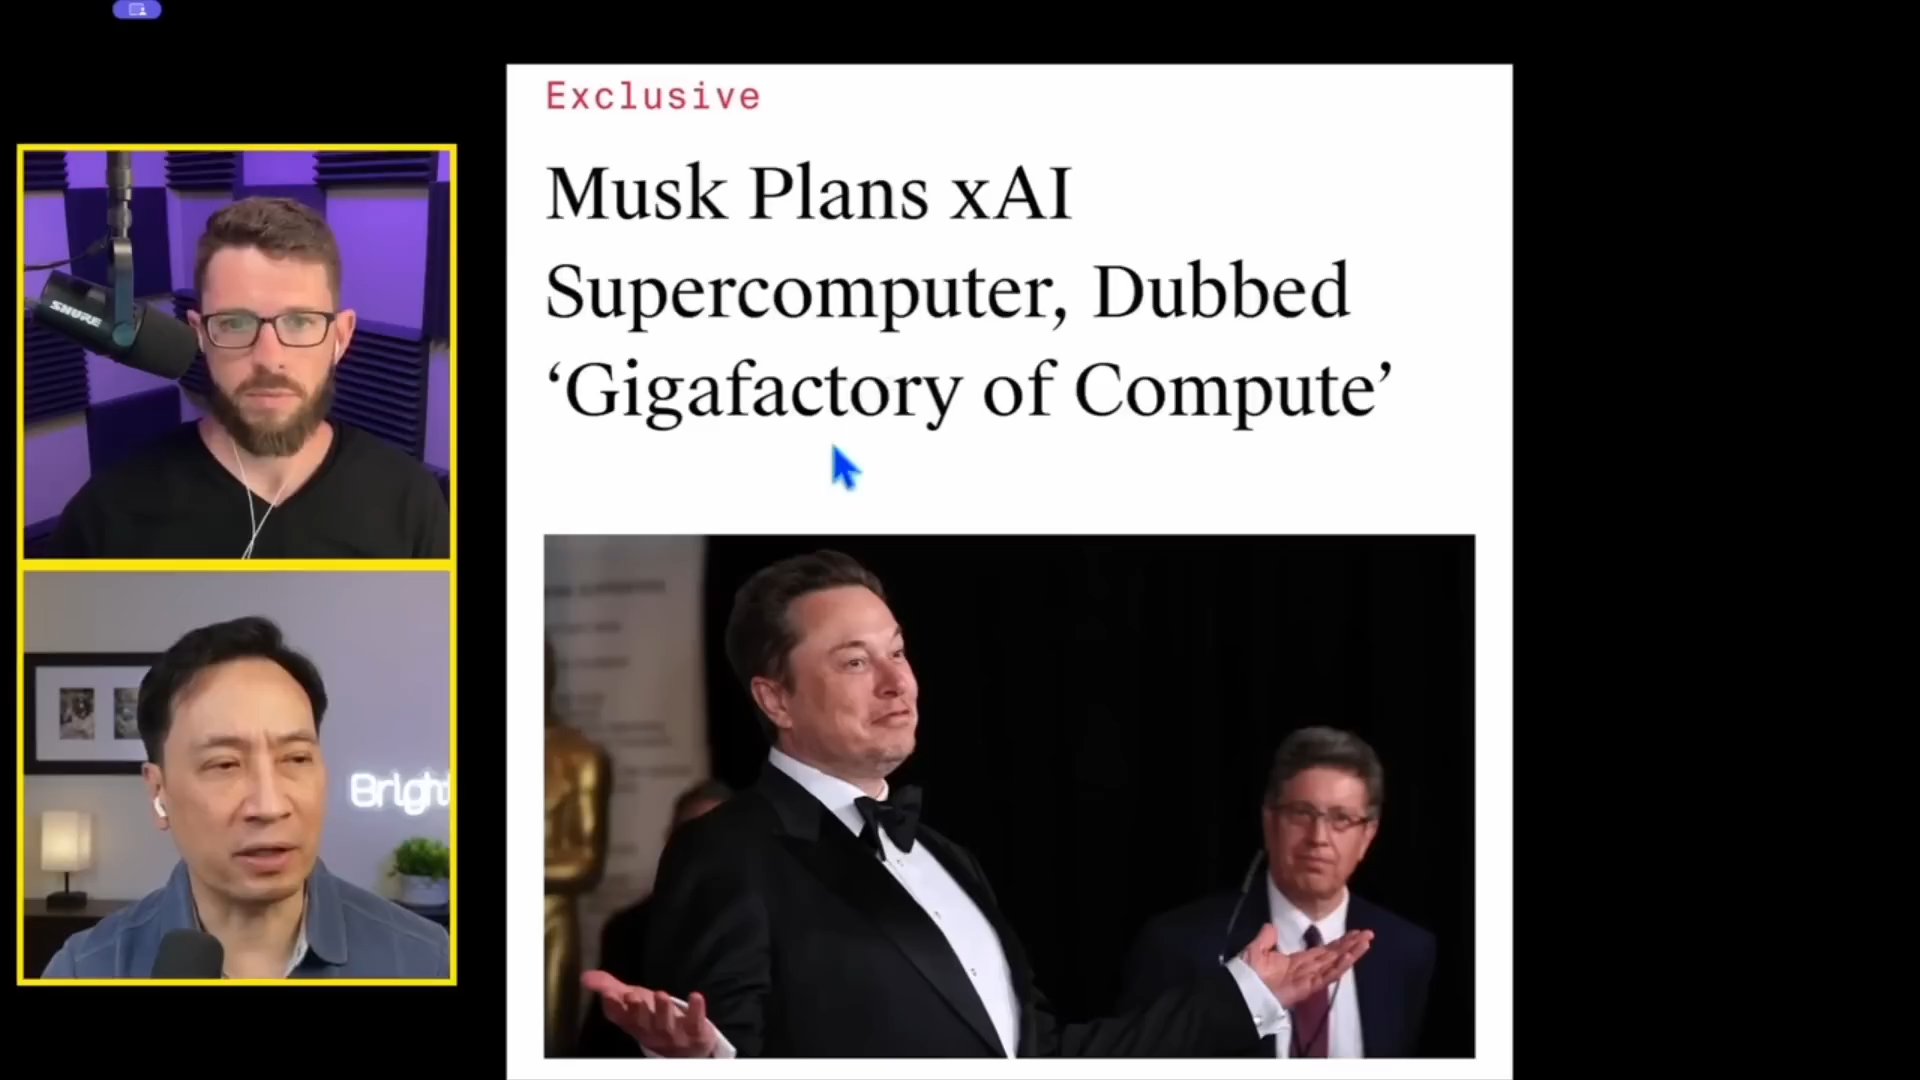 Exclusive
Musk Plans xAI
Supercomputer, Dubbed
‘Gigafactory of Compute’
SHURE
Bright